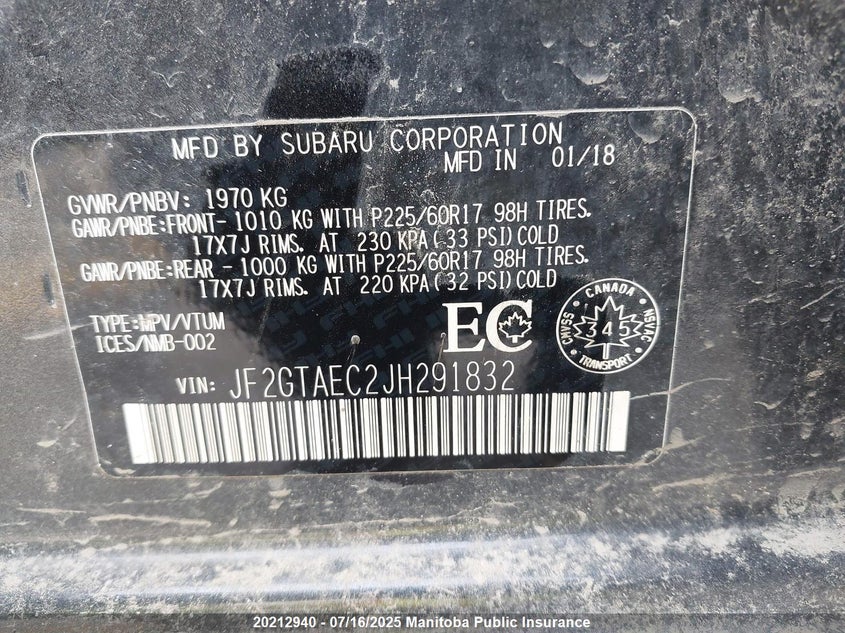 MFD BY SUBARU CORPORATION
MFD IN 01/18
GVWR/PNBV: 1970 KG
GAWR/PNBE:FRONT- 1010 KG WITH P225/60R17 98H TIRES.
17X7J RIMS. AT 230 KPA(33 PSI)COLD
GAWR/PNBE:REAR - 1000 KG WITH P225/60R17 98H TIRES.
17X7J RIMS. AT 220 KPA(32 PSI)COLD
TYPE:MPV/VTUM
ICES/NMB-002
EC
CANADA
CMVSS 345 NSVAC
TRANSPORT
VIN: JF2GTAEC2JH291832
20212940 - 07/16/2025 Manitoba Public Insurance